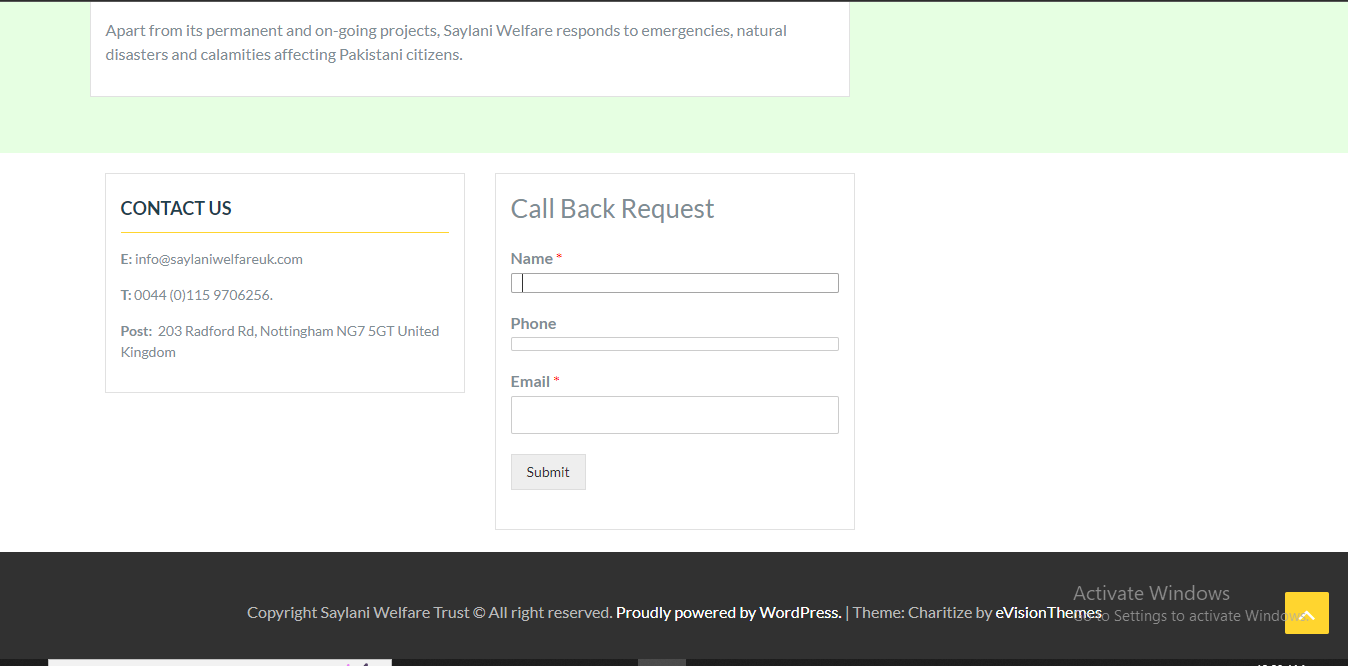 Apart from its permanent and on-going projects, Saylani Welfare responds to emergencies, natural
disasters and calamities affecting Pakistani citizens.
CONTACT US
E: info@saylaniwelfareuk.com
T: 0044 (0)115 9706256.
Post: 203 Radford Rd, Nottingham NG7 5GT United
Kingdom
Call Back Request
Name *
Phone
Email *
Submit
Copyright Saylani Welfare Trust © All right reserved. Proudly powered by WordPress. | Theme: Charitize by eVisionThemes
Activate Windows
Go to Settings to activate Windows.